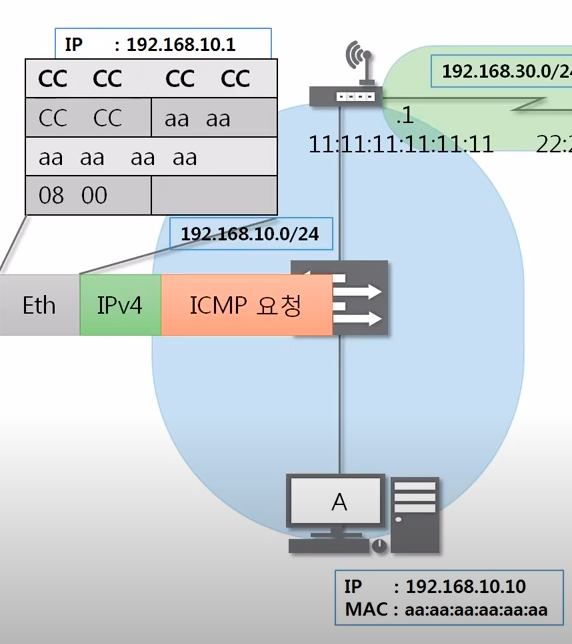 IP : 192.168.10.1
CC CC CC CC
CC CC aa aa
aa aa aa aa
08 00
192.168.30.0/24
.1
11:11:11:11:11:11
22:2
192.168.10.0/24
Eth IPv4 ICMP 요청
A
IP : 192.168.10.10
MAC : aa:aa:aa:aa:aa:aa